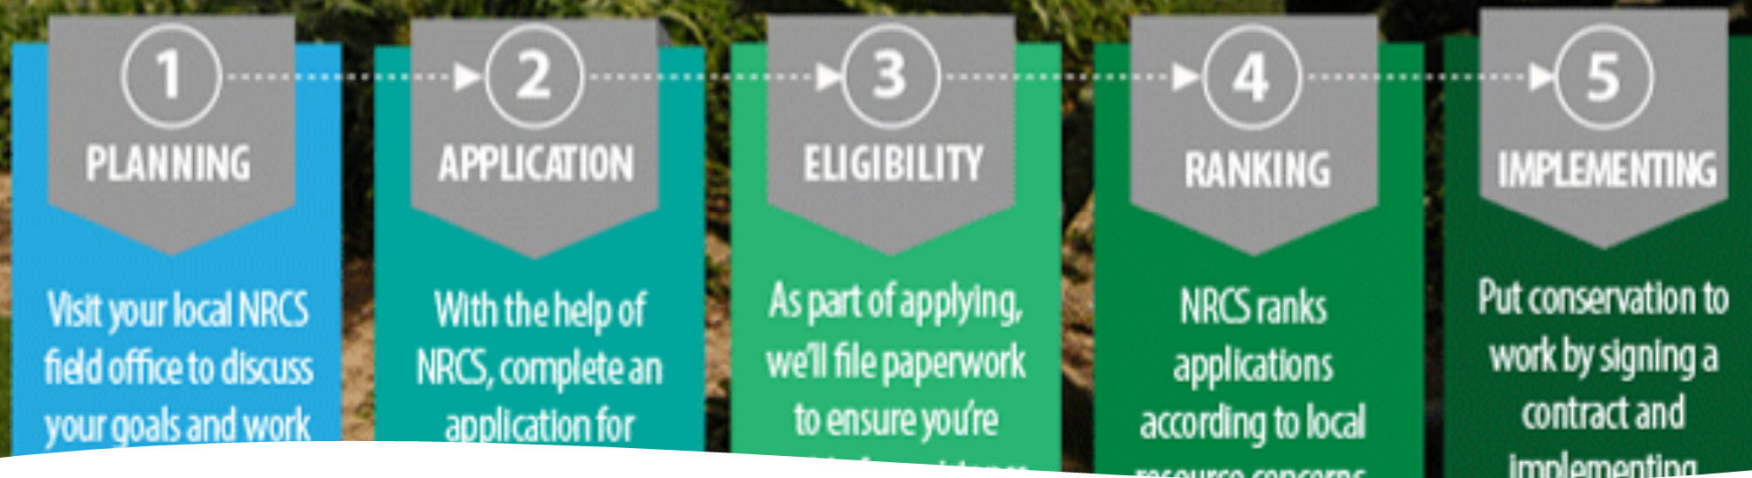 1
PLANNING
Visit your local NRCS
field office to discuss
your goals and work
2
APPLICATION
With the help of
NRCS, complete an
application for
3
ELIGIBILITY
As part of applying,
we'll file paperwork
to ensure you're
4
RANKING
NRCS ranks
applications
according to local
resource concerns
5
IMPLEMENTING
Put conservation to
work by signing a
contract and
implementing